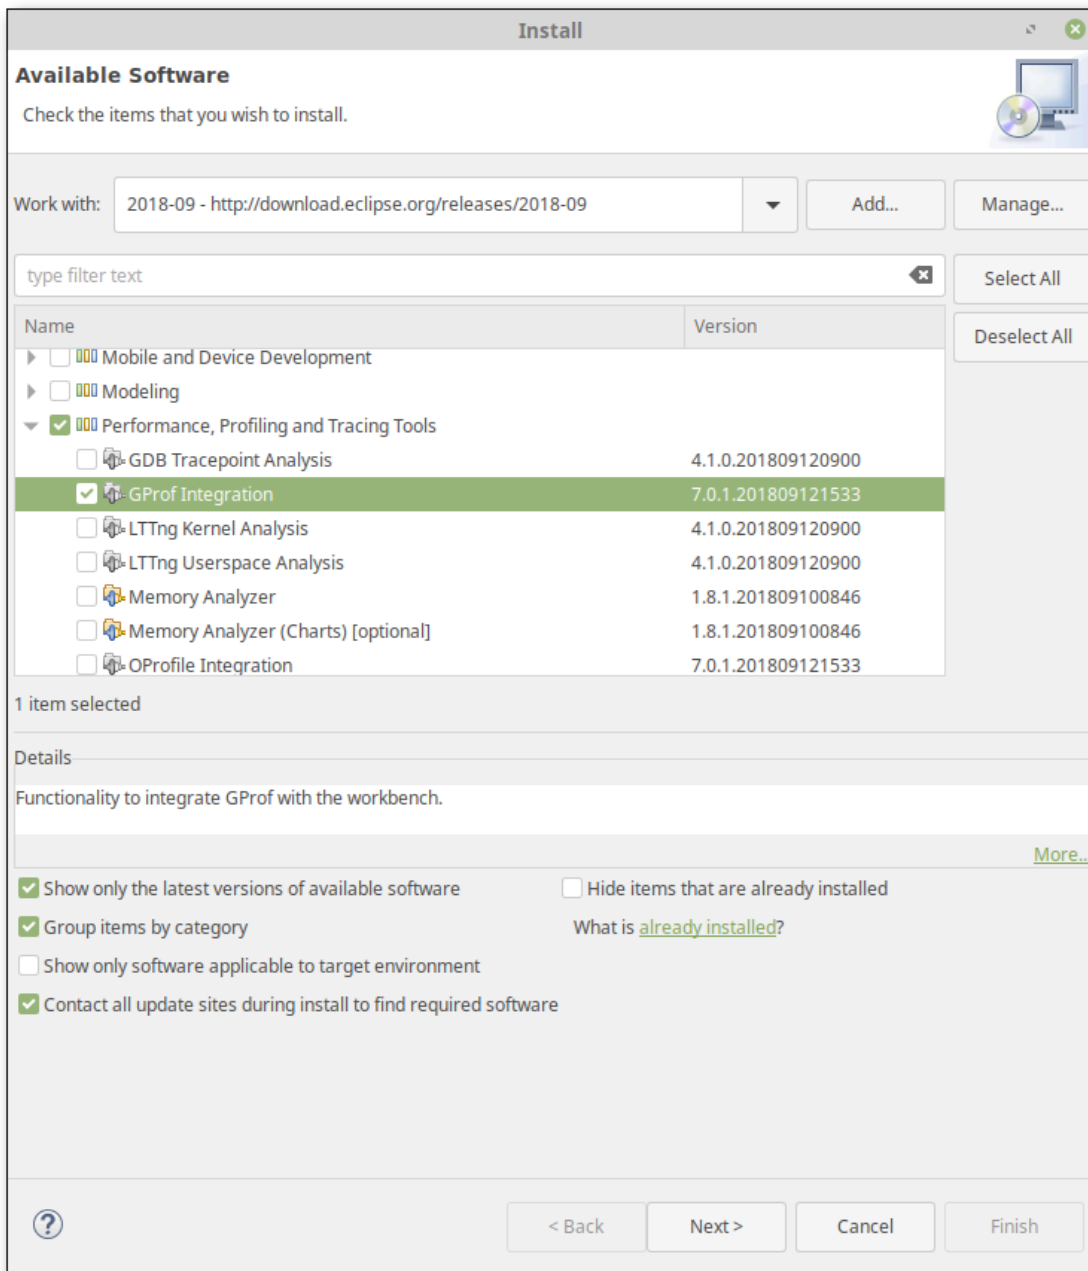 Install
Available Software
Check the items that you wish to install.
Work with: 2018-09 - http://download.eclipse.org/releases/2018-09 Add... Manage...
type filter text Select All
Name Version Deselect All
Mobile and Device Development
Modeling
Performance, Profiling and Tracing Tools
GDB Tracepoint Analysis 4.1.0.201809120900
GProf Integration 7.0.1.201809121533
LTTng Kernel Analysis 4.1.0.201809120900
LTTng Userspace Analysis 4.1.0.201809120900
Memory Analyzer 1.8.1.201809100846
Memory Analyzer (Charts) [optional] 1.8.1.201809100846
OProfile Integration 7.0.1.201809121533
1 item selected
Details
Functionality to integrate GProf with the workbench.
More..
Show only the latest versions of available software Hide items that are already installed
Group items by category What is already installed?
Show only software applicable to target environment
Contact all update sites during install to find required software
? < Back Next > Cancel Finish